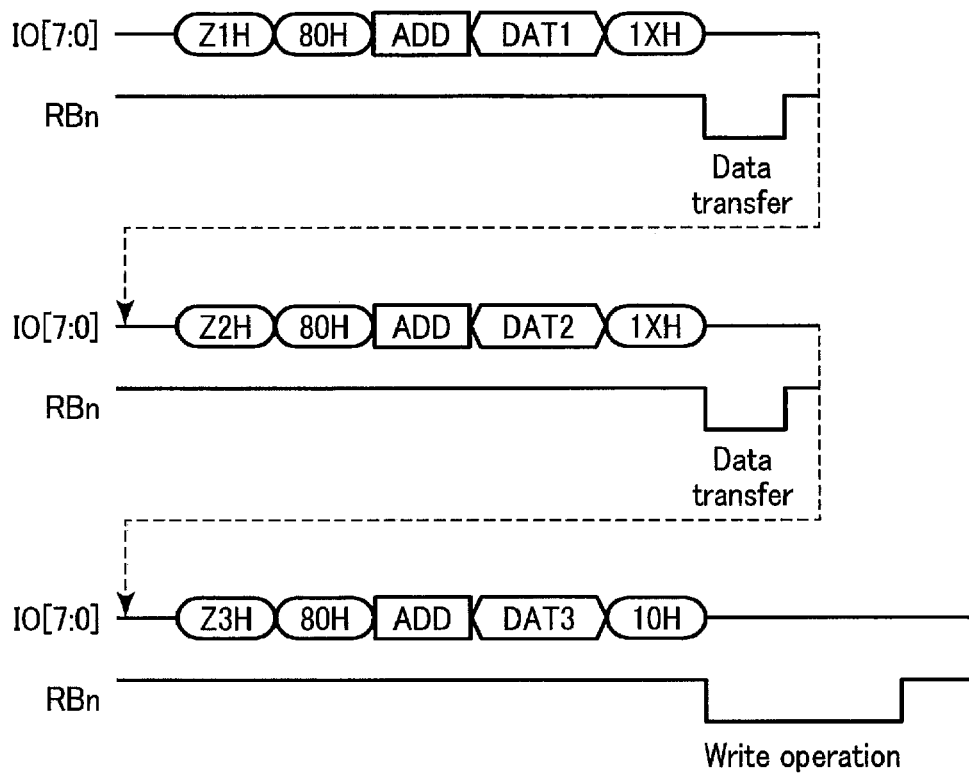 IO[7:0] Z1H 80H ADD DAT1 1XH
RBn
Data
transfer
IO[7:0] Z2H 80H ADD DAT2 1XH
RBn
Data
transfer
IO[7:0] Z3H 80H ADD DAT3 10H
RBn
Write operation